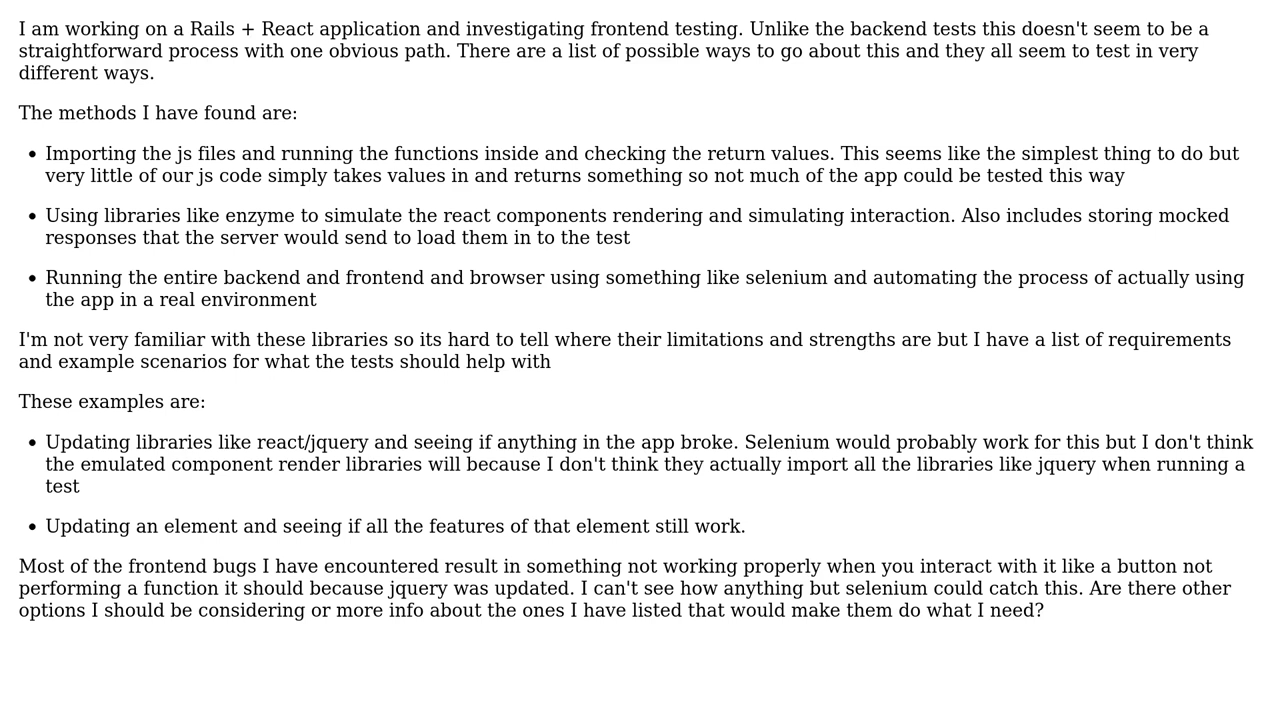 I am working on a Rails + React application and investigating frontend testing. Unlike the backend tests this doesn't seem to be a
straightforward process with one obvious path. There are a list of possible ways to go about this and they all seem to test in very
different ways.
The methods I have found are:
• Importing the js files and running the functions inside and checking the return values. This seems like the simplest thing to do but
very little of our js code simply takes values in and returns something so not much of the app could be tested this way
• Using libraries like enzyme to simulate the react components rendering and simulating interaction. Also includes storing mocked
responses that the server would send to load them in to the test
• Running the entire backend and frontend and browser using something like selenium and automating the process of actually using
the app in a real environment
I'm not very familiar with these libraries so its hard to tell where their limitations and strengths are but I have a list of requirements
and example scenarios for what the tests should help with
These examples are:
• Updating libraries like react/jquery and seeing if anything in the app broke. Selenium would probably work for this but I don't think
the emulated component render libraries will because I don't think they actually import all the libraries like jquery when running a
test
• Updating an element and seeing if all the features of that element still work.
Most of the frontend bugs I have encountered result in something not working properly when you interact with it like a button not
performing a function it should because jquery was updated. I can't see how anything but selenium could catch this. Are there other
options I should be considering or more info about the ones I have listed that would make them do what I need?